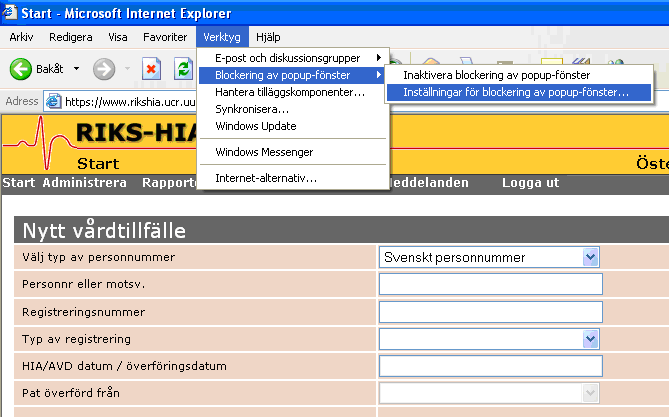 Start - Microsoft Internet Explorer
Arkiv Redigera Visa Favoriter Verktyg Hjälp
E-post och diskussionsgrupper
Bakåt
Blockering av popup-fönster
Inaktivera blockering av popup-fönster
Hantera tilläggskomponenter...
Inställningar för blockering av popup-fönster...
Adress https://www.rikshia.ucr.uu
Synkronisera...
Windows Update
RIKS-HIA
Windows Messenger
Start
Öste
Internet-alternativ...
Start Administrera Rapporte eddelanden Logga ut
Nytt vårdtillfälle
Välj typ av personnummer Svenskt personnummer
Personnr eller motsv.
Registreringsnummer
Typ av registrering
HIA/AVD datum / överföringsdatum
Pat överförd från